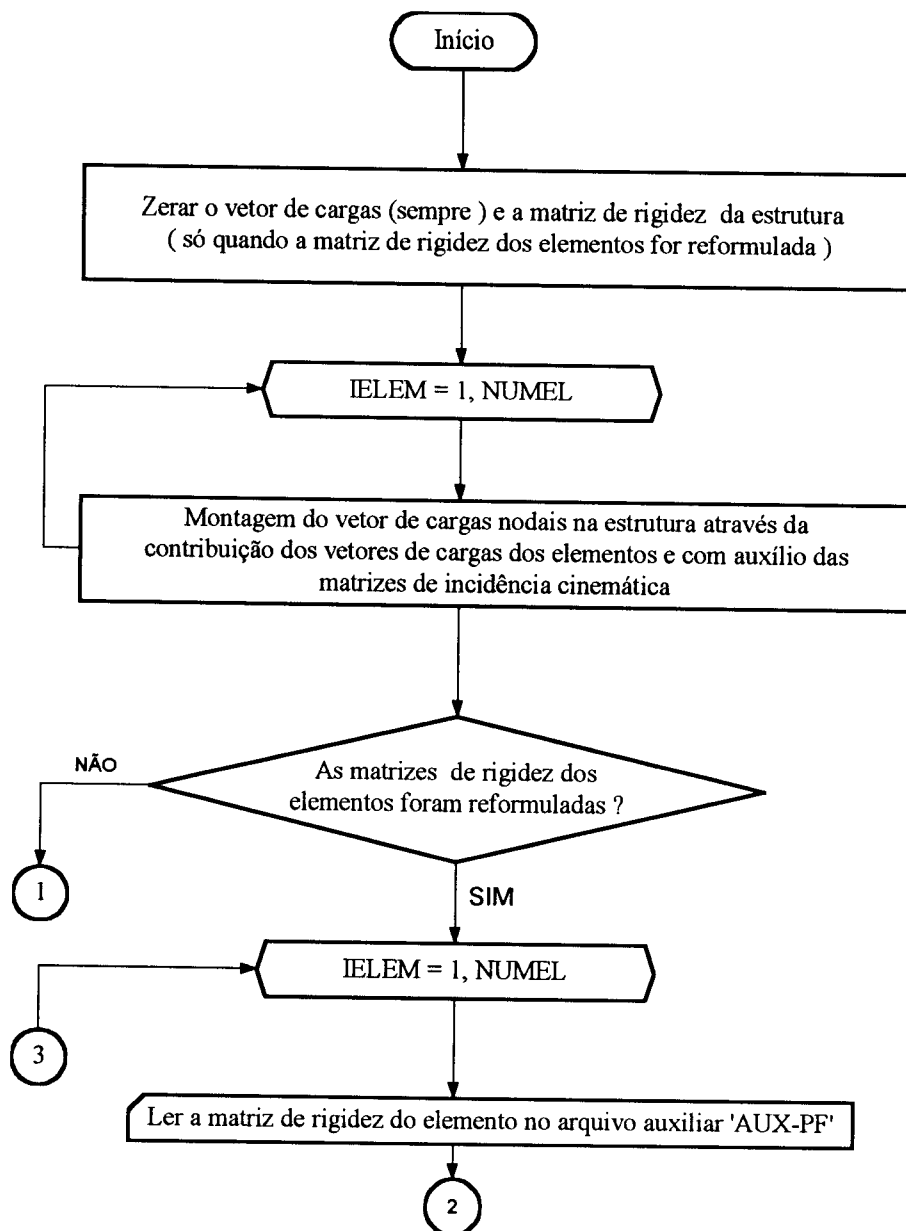 Início
Zerar o vetor de cargas (sempre ) e a matriz de rigidez da estrutura
( só quando a matriz de rigidez dos elementos for reformulada )
IELEM = 1, NUMEL
Montagem do vetor de cargas nodais na estrutura através da
contribuição dos vetores de cargas dos elementos e com auxílio das
matrizes de incidência cinemática
NÃO
As matrizes de rigidez dos
elementos foram reformuladas ?
1
SIM
IELEM = 1, NUMEL
3
Ler a matriz de rigidez do elemento no arquivo auxiliar 'AUX-PF'
2